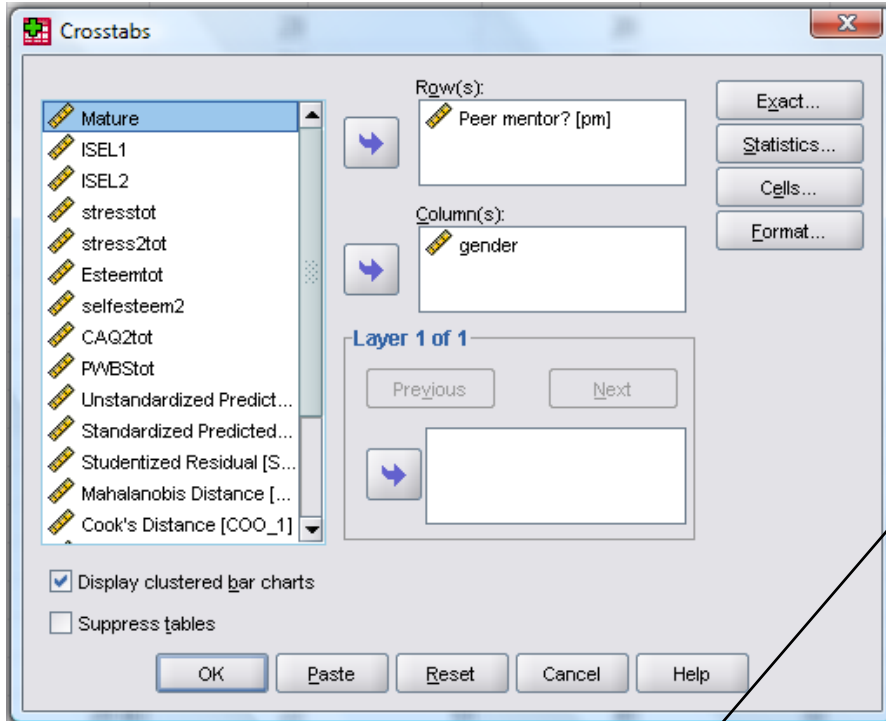 Crosstabs
Mature
ISEL1
ISEL2
stresstot
stress2tot
Esteemtot
selfesteem2
CAQ2tot
PWBStot
Unstandardized Predict...
Standardized Predicted...
Studentized Residual [S...
Mahalanobis Distance [...
Cook's Distance [COO_1]
Row(s):
Peer mentor? [pm]
Column(s):
gender
Layer 1 of 1
Previous
Next
Exact...
Statistics...
Cells...
Format...
Display clustered bar charts
Suppress tables
OK
Paste
Reset
Cancel
Help